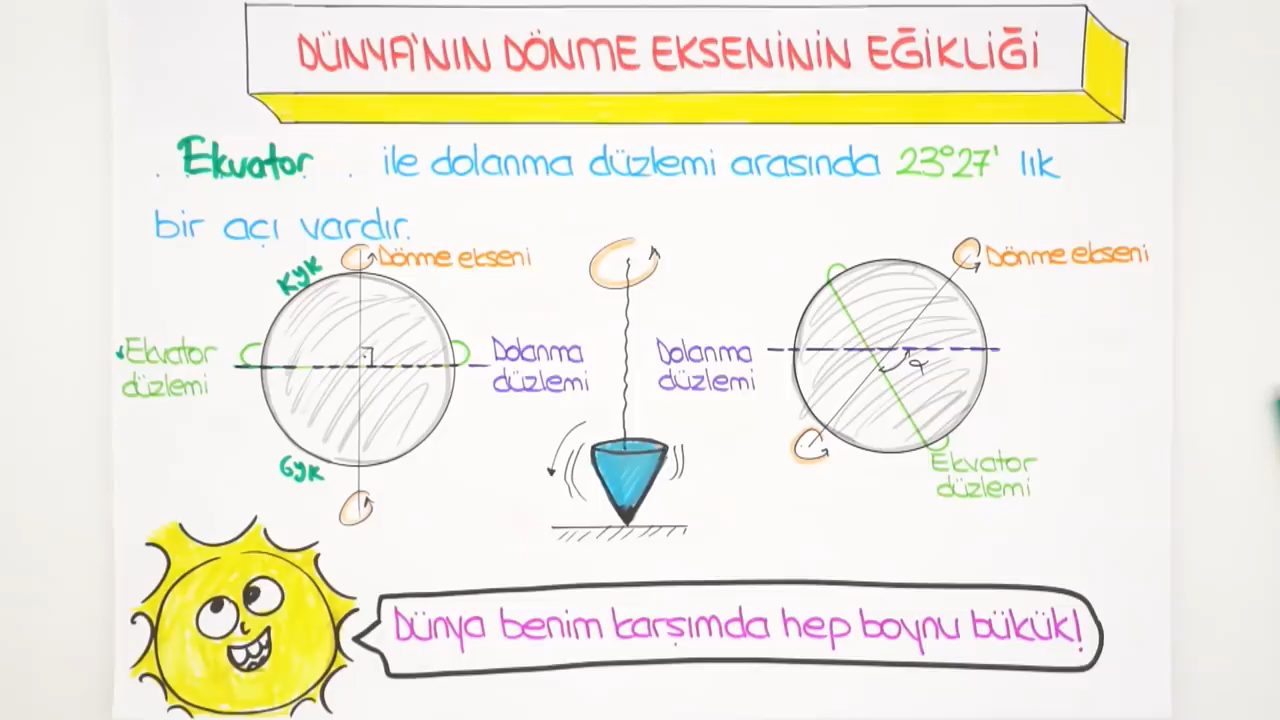 DÜNYA'NIN DÖNME EKSENİNİN EĞİKLİĞİ
Ekvator ile dolanma düzlemi arasında 23°27' lık
bir açı vardır.
KYK
Dönme ekseni
Ekvator
düzlemi
Dolanma
düzlemi
GYK
Dolanma
düzlemi
Dönme ekseni
α
Ekvator
düzlemi
Dünya benim karşımda hep boynu bükük!